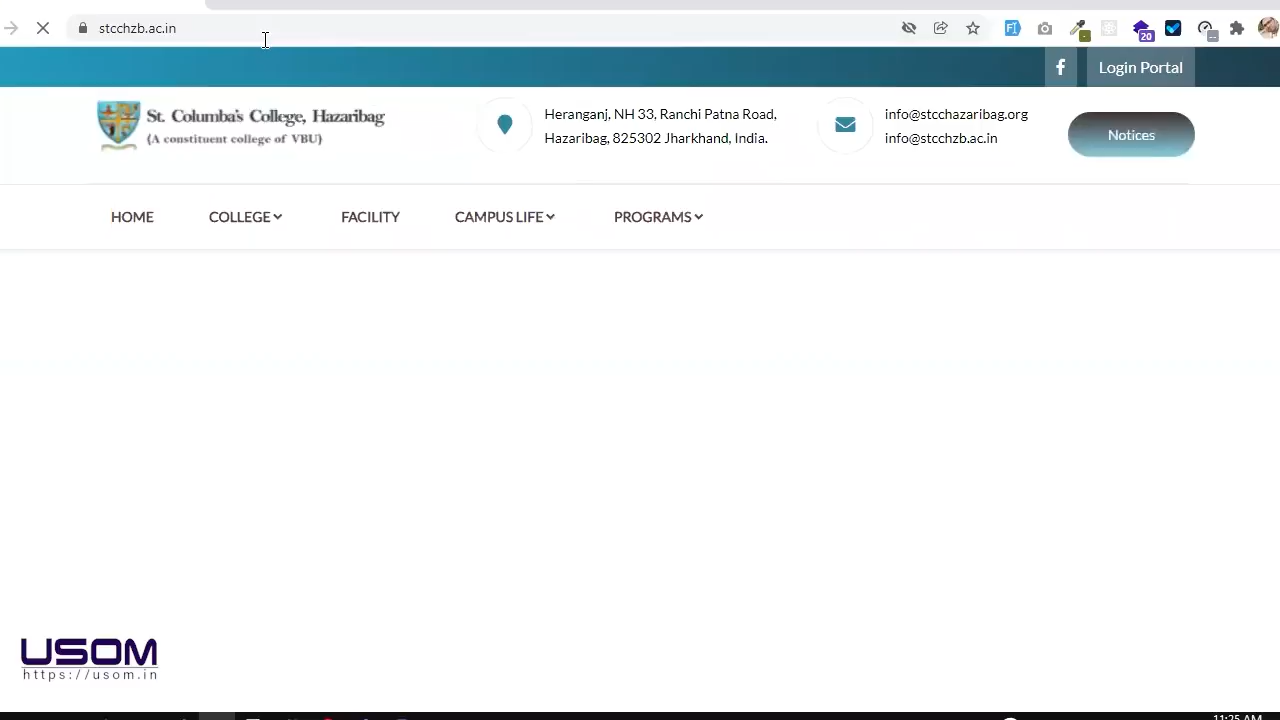 stcchzb.ac.in
20
Login Portal
St. Columba's College, Hazaribag
(A constituent college of VBU)
Heranganj, NH 33, Ranchi Patna Road,
Hazaribag, 825302 Jharkhand, India.
info@stcchazaribag.org
info@stcchzb.ac.in
Notices
HOME
COLLEGE
FACILITY
CAMPUS LIFE
PROGRAMS
USOM
https://usom.in
11:25 AM